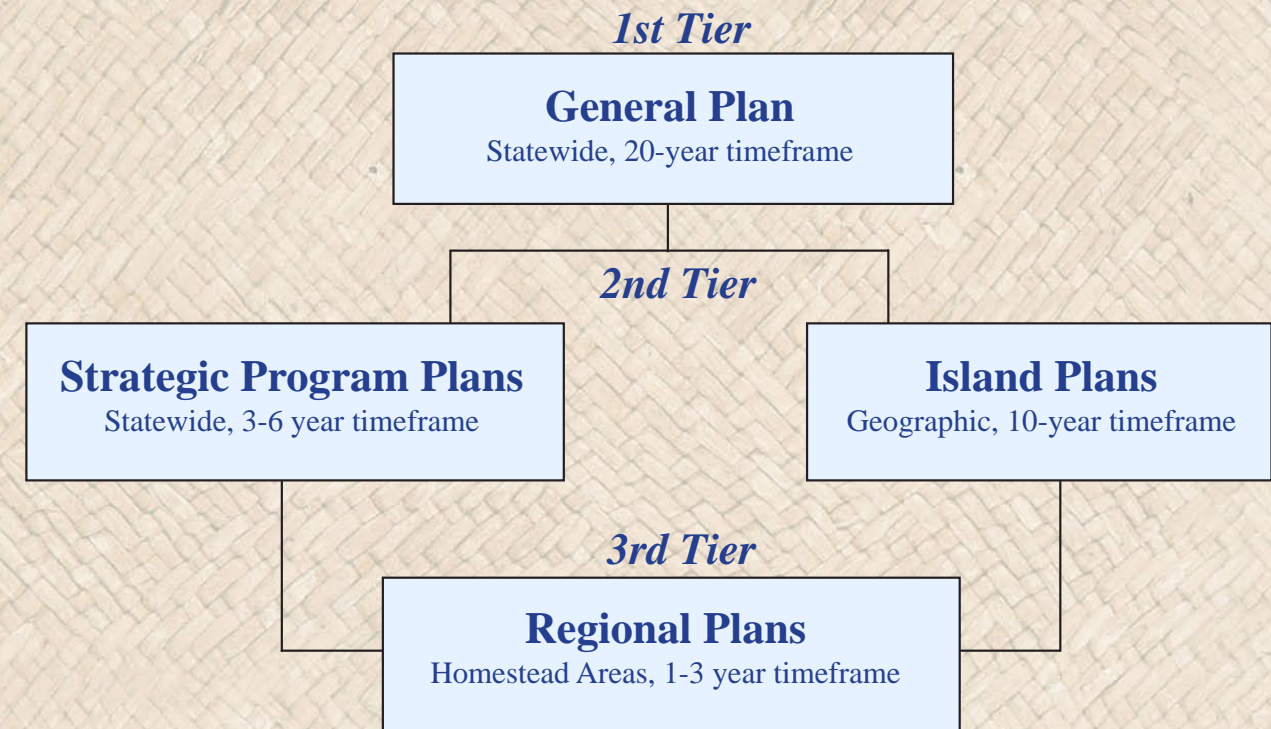 1st Tier
General Plan
Statewide, 20-year timeframe
2nd Tier
Strategic Program Plans
Statewide, 3-6 year timeframe
Island Plans
Geographic, 10-year timeframe
3rd Tier
Regional Plans
Homestead Areas, 1-3 year timeframe